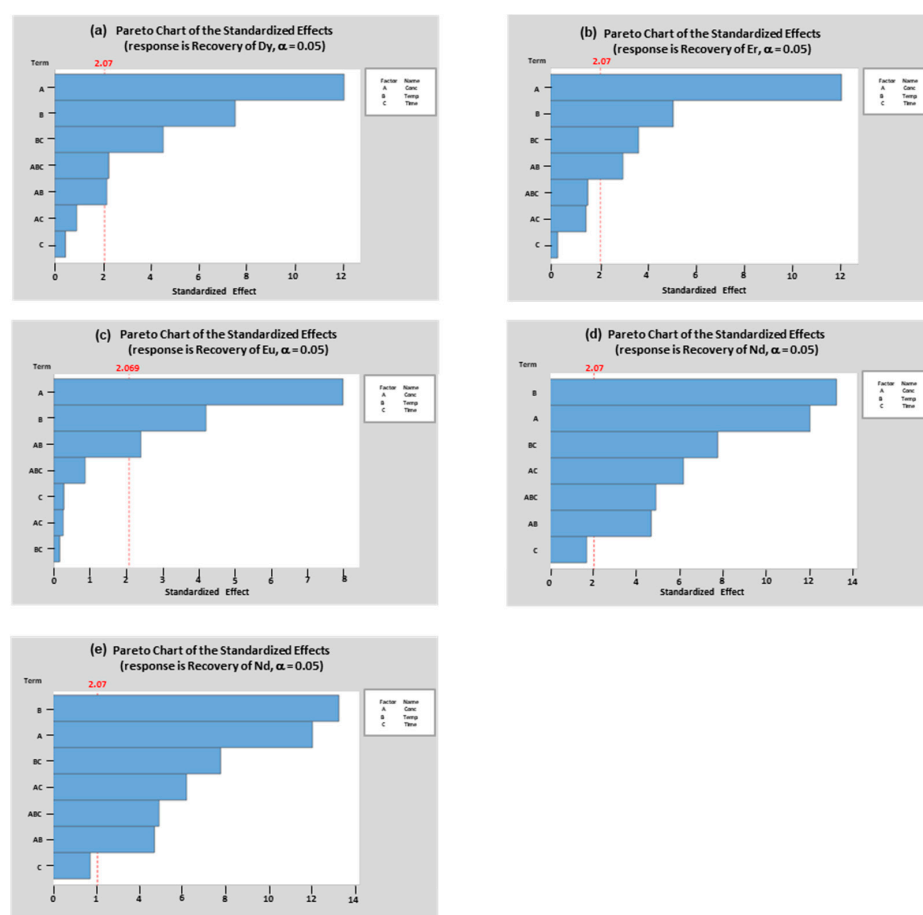 (a) Pareto Chart of the Standardized Effects
(response is Recovery of Dy, α = 0.05)
Term
2.07
A
B
BC
ABC
AB
AC
C
0 2 4 6 8 10 12
Standardized Effect
Factor Name
A Conc
B Temp
C Time
(b) Pareto Chart of the Standardized Effects
(response is Recovery of Er, α = 0.05)
Term
2.07
A
B
BC
AB
ABC
AC
C
0 2 4 6 8 10 12
Standardized Effect
Factor Name
A Conc
B Temp
C Time
(c) Pareto Chart of the Standardized Effects
(response is Recovery of Eu, α = 0.05)
Term
2.069
A
B
AB
ABC
C
AC
BC
0 1 2 3 4 5 6 7 8
Standardized Effect
Factor Name
A Conc
B Temp
C Time
(d) Pareto Chart of the Standardized Effects
(response is Recovery of Nd, α = 0.05)
Term
2.07
B
A
BC
AC
ABC
AB
C
0 2 4 6 8 10 12 14
Standardized Effect
Factor Name
A Conc
B Temp
C Time
(e) Pareto Chart of the Standardized Effects
(response is Recovery of Nd, α = 0.05)
Term
2.07
B
A
BC
AC
ABC
AB
C
0 1 4 6 8 10 12 14
Standardized Effect
Factor Name
A Conc
B Temp
C Time